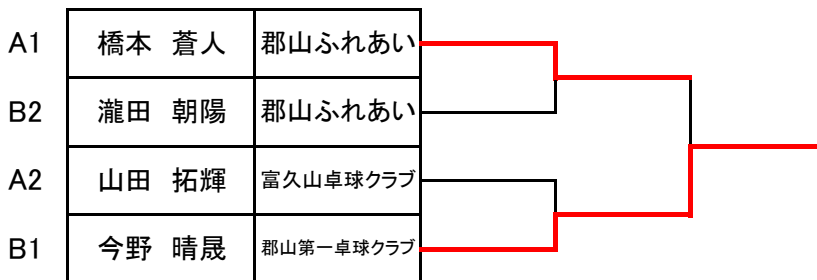 A1 橋本 蒼人 郡山ふれあい
B2 瀧田 朝陽 郡山ふれあい
A2 山田 拓輝 富久山卓球クラブ
B1 今野 晴晟 郡山第一卓球クラブ